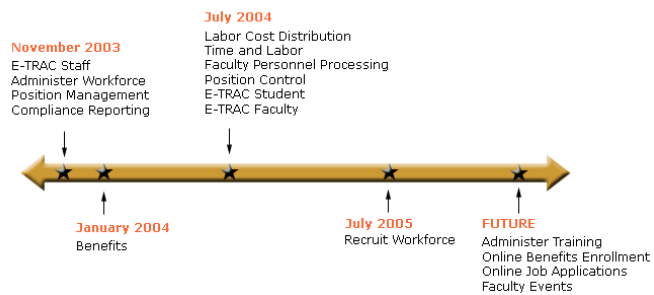 November 2003
E-TRAC Staff
Administer Workforce
Position Management
Compliance Reporting
January 2004
Benefits
July 2004
Labor Cost Distribution
Time and Labor
Faculty Personnel Processing
Position Control
E-TRAC Student
E-TRAC Faculty
July 2005
Recruit Workforce
FUTURE
Administer Training
Online Benefits Enrollment
Online Job Applications
Faculty Events